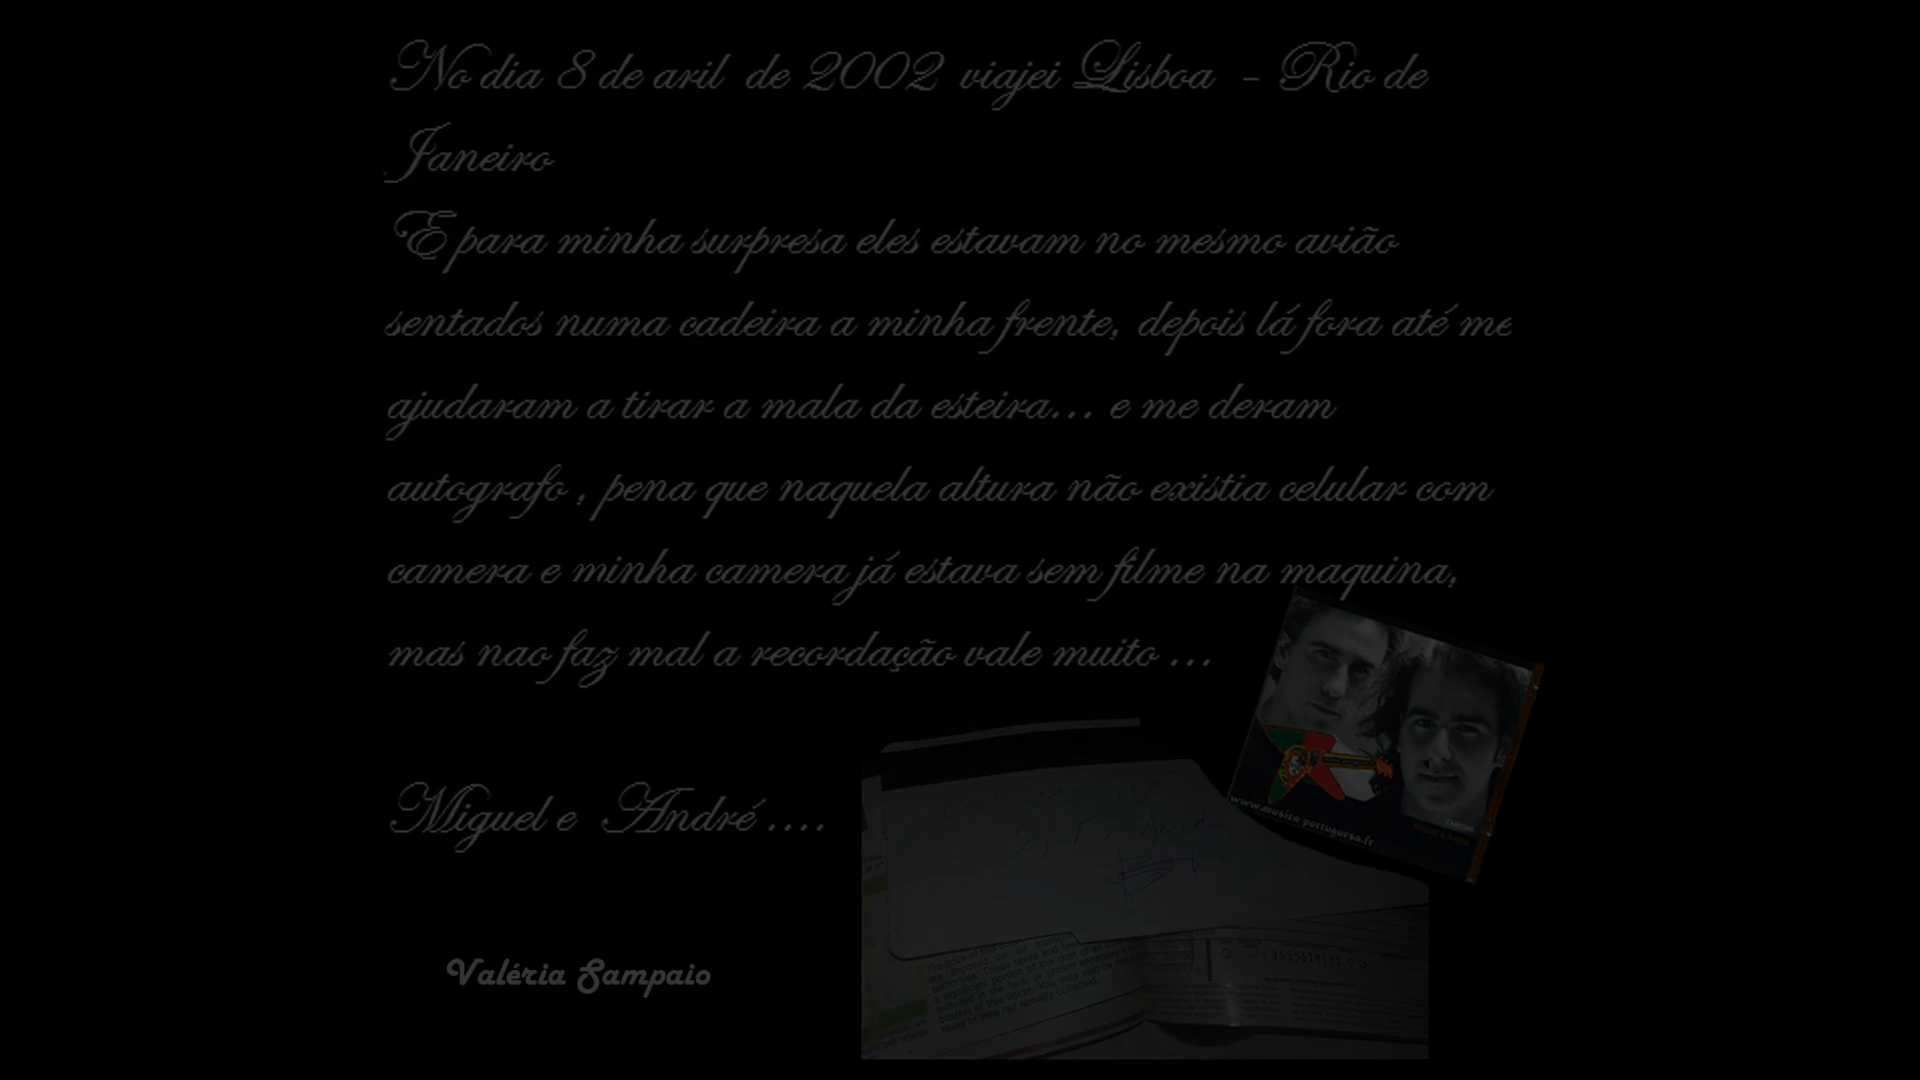 No dia 8 de aril de 2002 viajei Lisboa - Rio de
Janeiro
E para minha surpresa eles estavam no mesmo avião
sentados numa cadeira a minha frente, depois lá fora até me
ajudaram a tirar a mala da esteira... e me deram
autografo , pena que naquela altura não existia celular com
camera e minha camera já estava sem filme na maquina,
mas nao faz mal a recordação vale muito ...
Miguel e André ....
www.musica portuguesa.fr
Valéria Sampaio